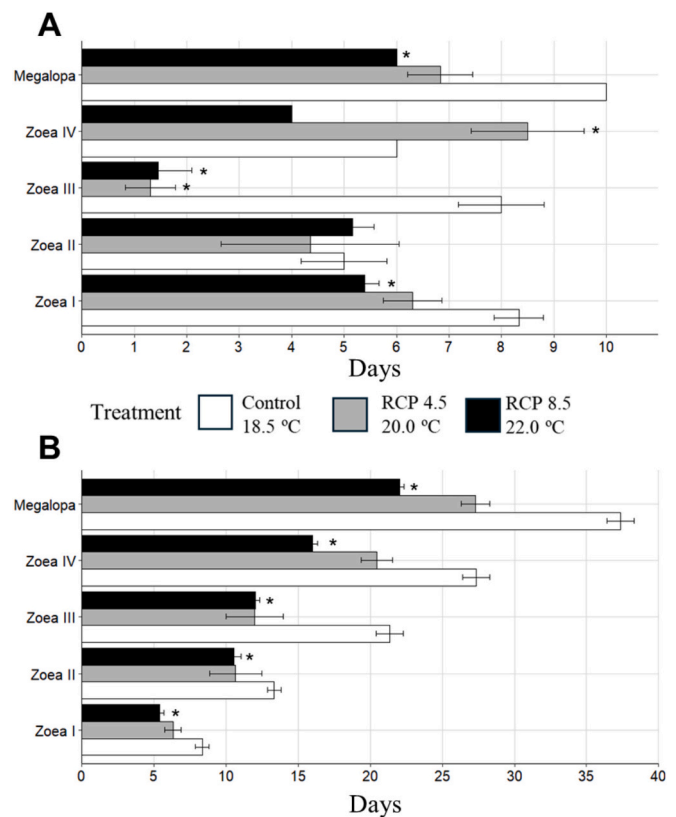 A
Megalopa
*
Zoea IV
*
Zoea III
*
*
Zoea II
Zoea I
*
0 1 2 3 4 5 6 7 8 9 10
Days
Treatment
Control
18.5 ºC
RCP 4.5
20.0 ºC
RCP 8.5
22.0 ºC
B
Megalopa
*
Zoea IV
*
Zoea III
*
Zoea II
*
Zoea I
*
0 5 10 15 20 25 30 35 40
Days